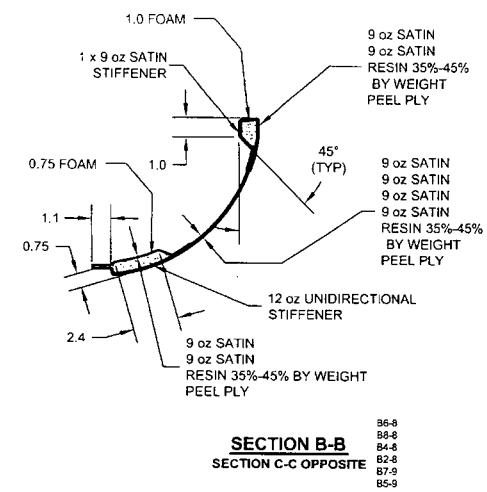 1.0 FOAM
1 x 9 oz SATIN
STIFFENER
9 oz SATIN
9 oz SATIN
RESIN 35%-45%
BY WEIGHT
PEEL PLY
1.0
45°
(TYP)
0.75 FOAM
1.1
0.75
9 oz SATIN
9 oz SATIN
9 oz SATIN
9 oz SATIN
RESIN 35%-45%
BY WEIGHT
PEEL PLY
12 oz UNIDIRECTIONAL
STIFFENER
2.4
9 oz SATIN
9 oz SATIN
RESIN 35%-45% BY WEIGHT
PEEL PLY
SECTION B-B
SECTION C-C OPPOSITE
B6-8
B8-8
B4-8
B2-8
B7-9
B5-9